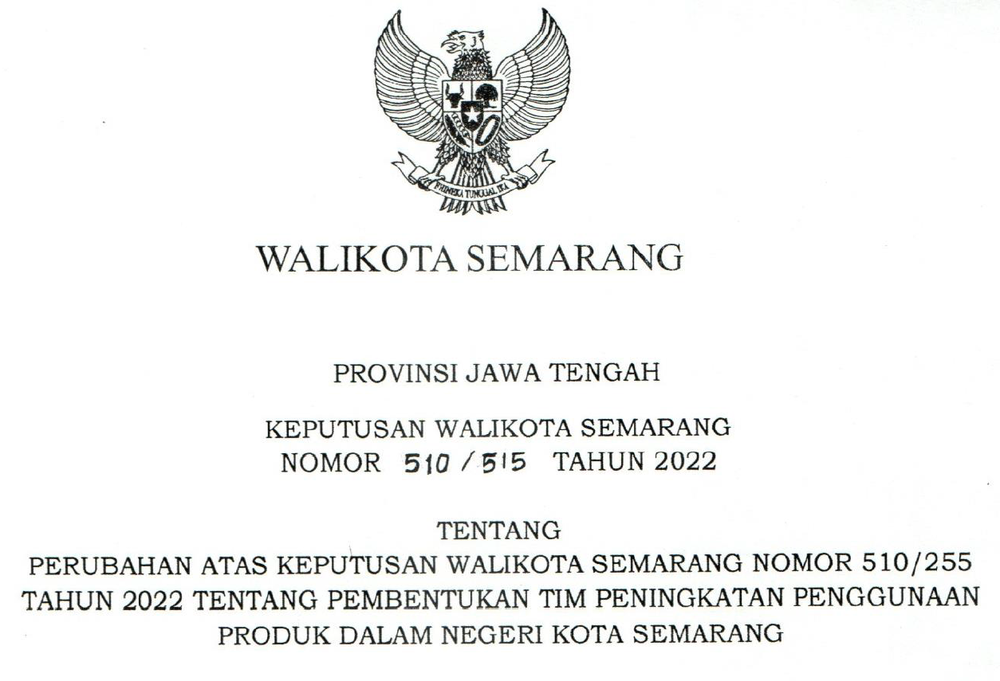 BHINEKA TUNGGAL IKA
WALIKOTA SEMARANG
PROVINSI JAWA TENGAH
KEPUTUSAN WALIKOTA SEMARANG
NOMOR 510 / 515 TAHUN 2022
TENTANG
PERUBAHAN ATAS KEPUTUSAN WALIKOTA SEMARANG NOMOR 510/255
TAHUN 2022 TENTANG PEMBENTUKAN TIM PENINGKATAN PENGGUNAAN
PRODUK DALAM NEGERI KOTA SEMARANG